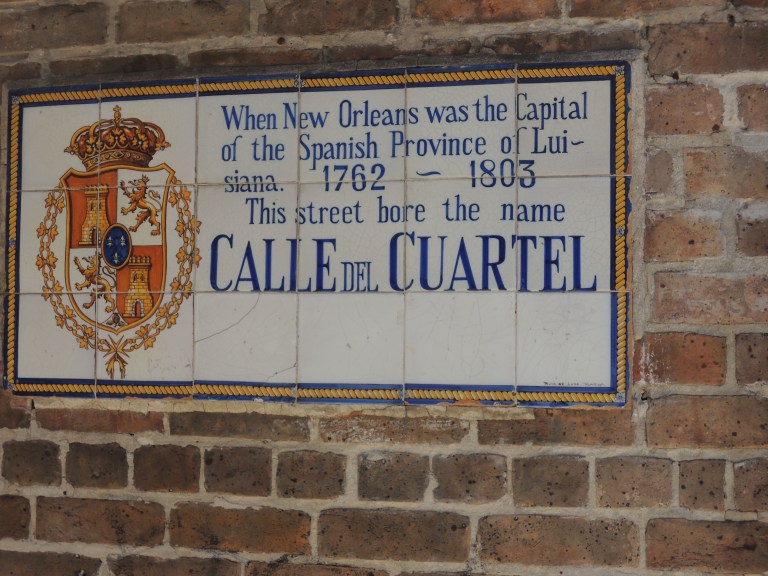 When New Orleans was the Capital
of the Spanish Province of Lui~
siana. 1762 ~ 1803
This street bore the name
CALLE DEL CUARTEL